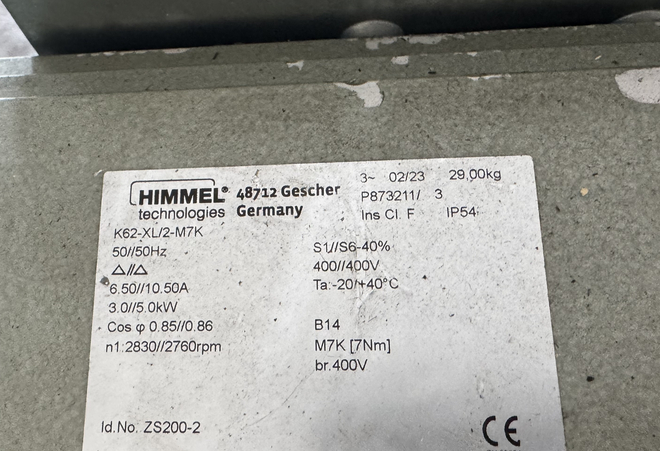 HIMMEL® 48712 Gescher 3~ 02/23 29,00kg
technologies Germany P873211/ 3
Ins Cl. F IP54
K62-XL/2-M7K
50//50Hz S1//S6-40%
△//△ 400//400V
6.50//10.50A Ta:-20/+40°C
3.0//5.0kW
Cos φ 0.85//0.86 B14
n1:2830//2760rpm M7K [7Nm]
br.400V
Id.No. ZS200-2 CE